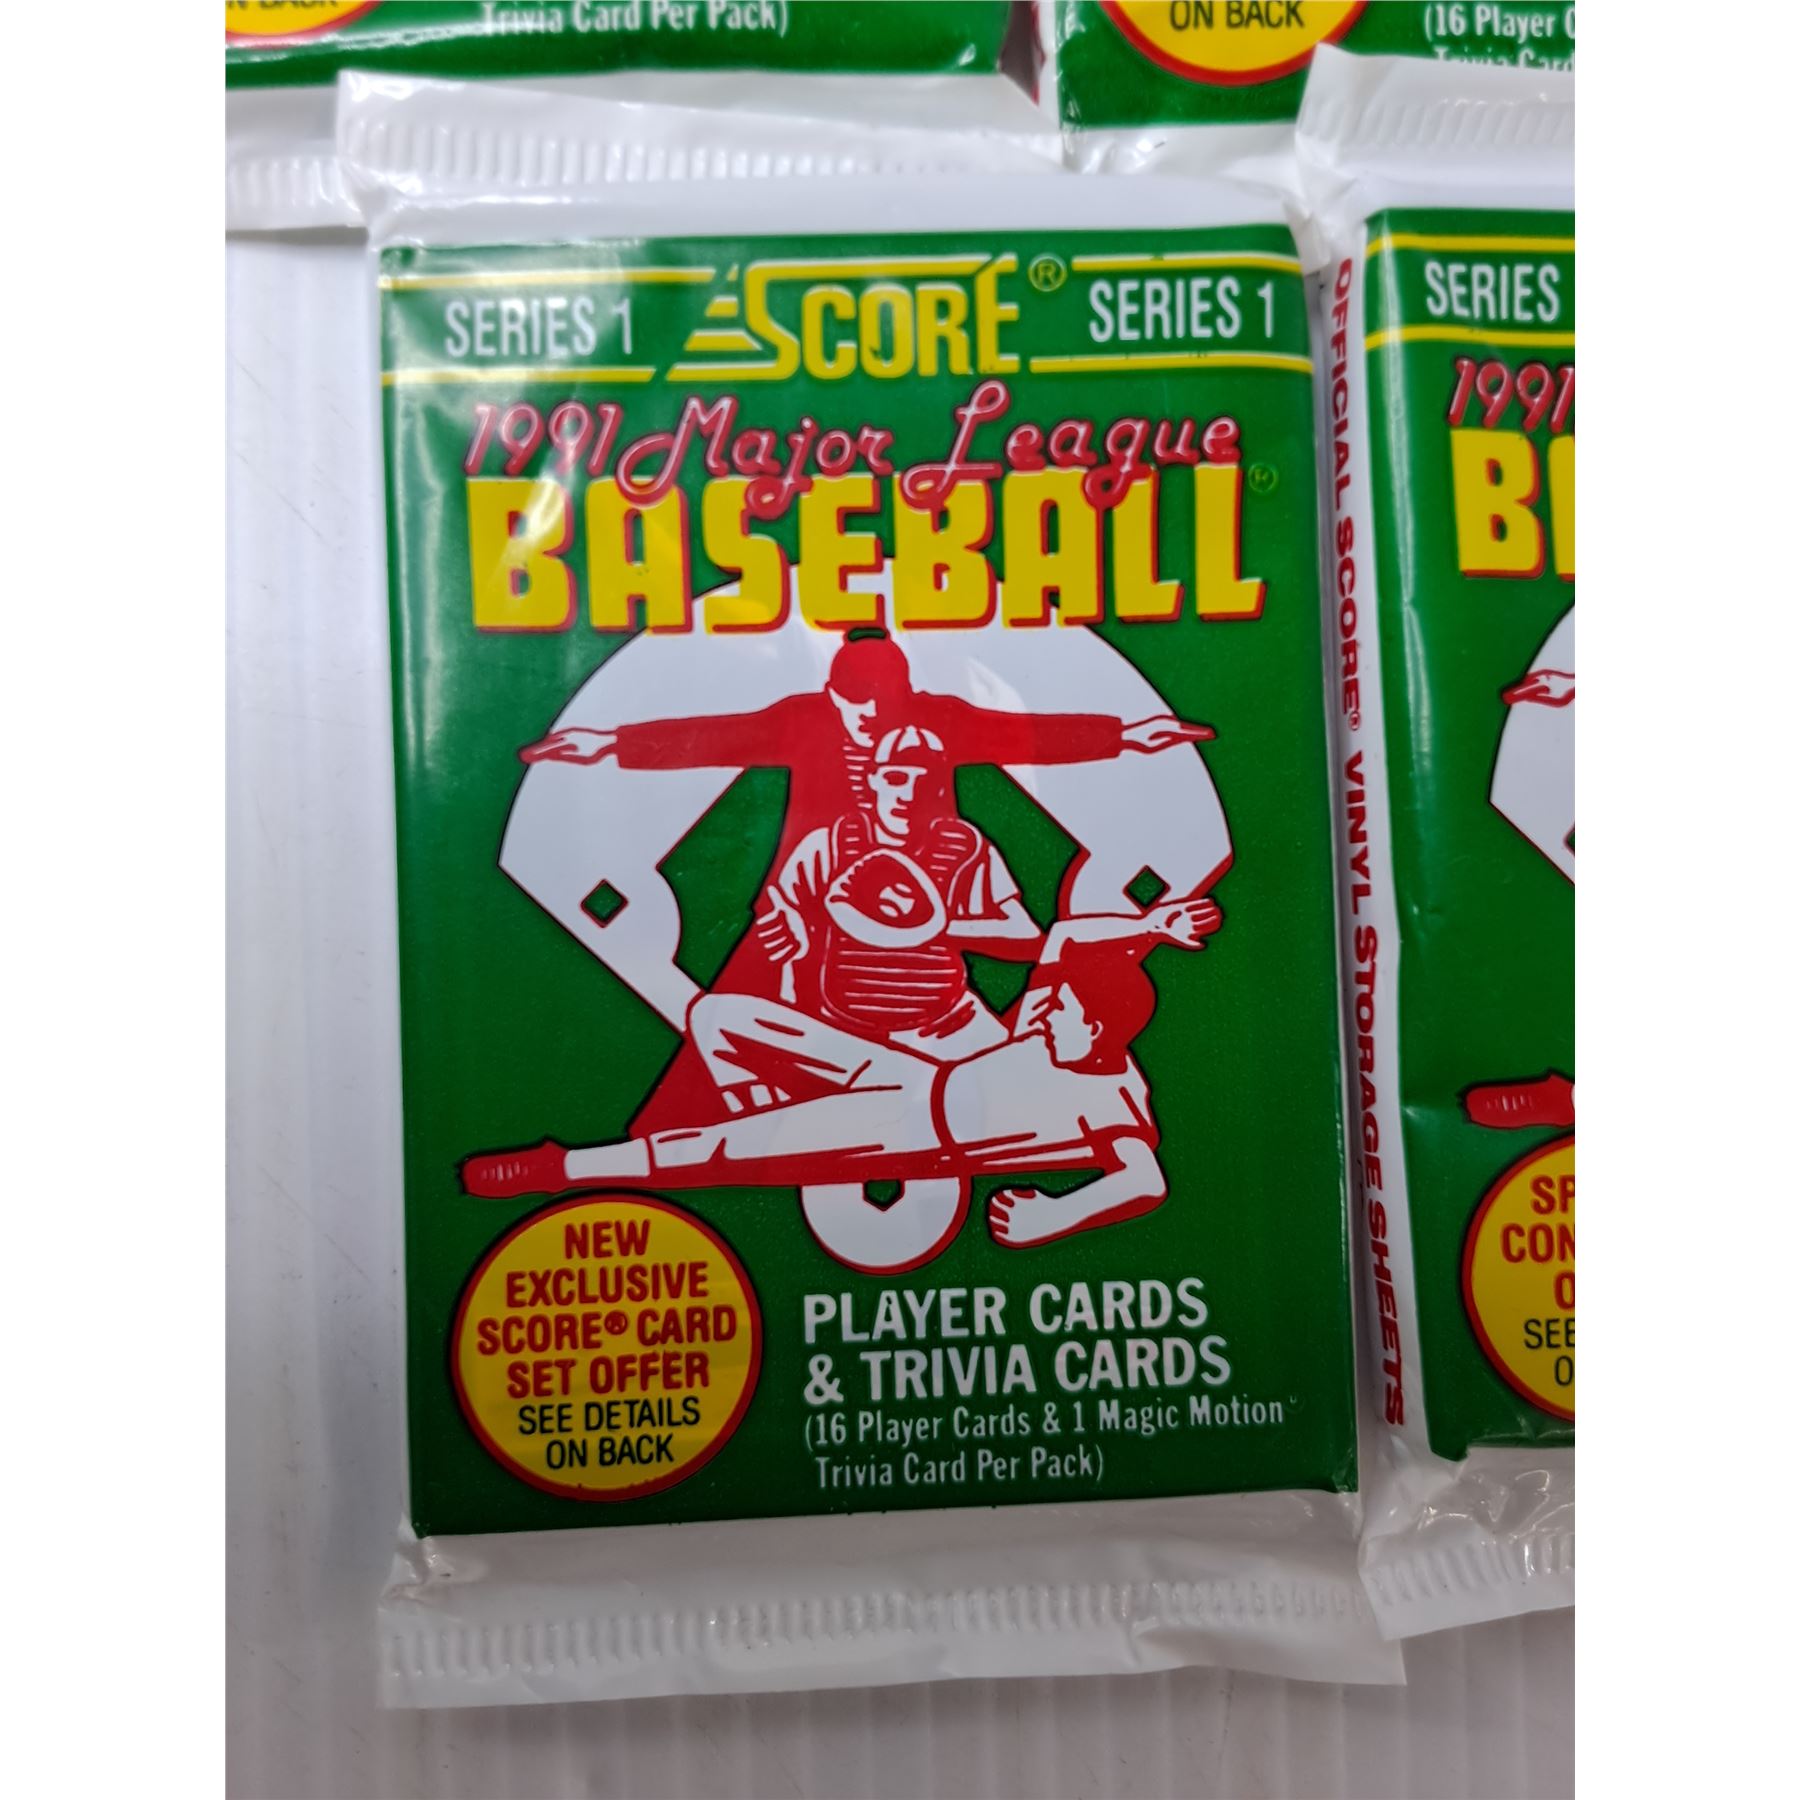 Trivia Card Per Pack)
ON BACK
(16 Player
SERIES 1 SCORE® SERIES 1
1991 Major League
BASEBALL®
NEW
EXCLUSIVE
SCORE® CARD
SET OFFER
SEE DETAILS
ON BACK
PLAYER CARDS
& TRIVIA CARDS
(16 Player Cards & 1 Magic Motion
Trivia Card Per Pack)
OFFICIAL SCORE® VINYL STORAGE SHEETS
SERIES
1991
B
SP
CON
O
SEE
O